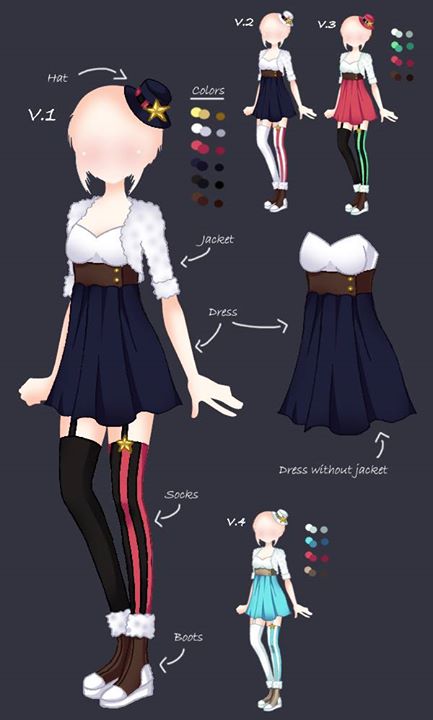 V.2
V.3
Hat
V.1
Colors
Jacket
Dress
Dress without jacket
Socks
V.4
Boots